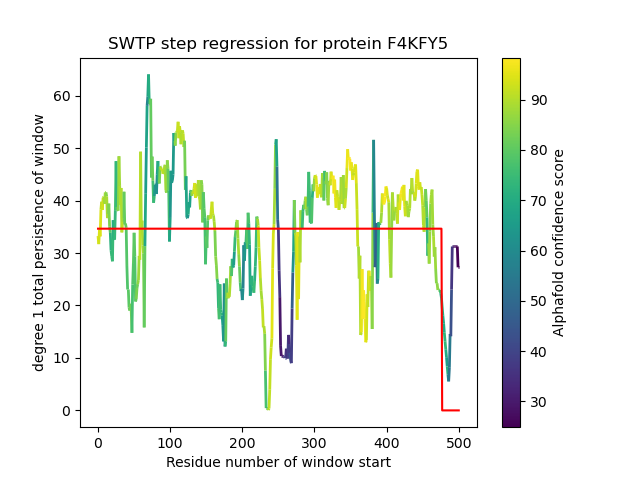 SWTP step regression for protein F4KFY5
degree 1 total persistence of window
60
50
40
30
20
10
0
0 100 200 300 400 500
Residue number of window start
90
80
70
60
50
40
30
Alphafold confidence score